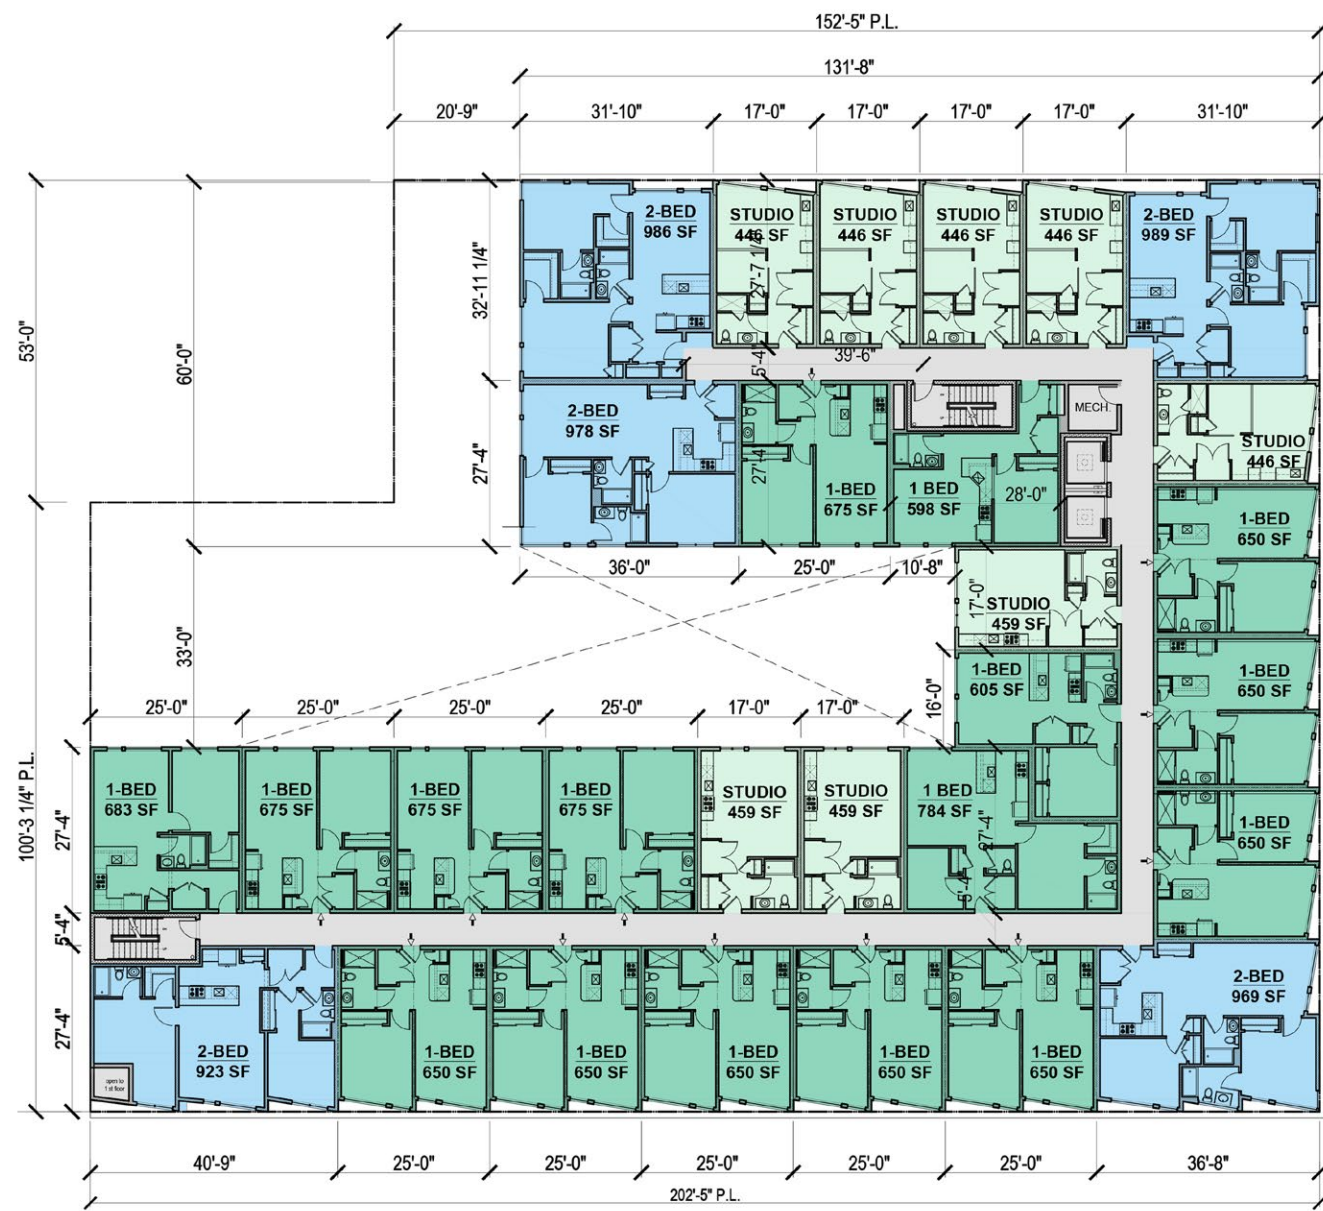 152'-5" P.L.
131'-8"
20'-9" 31'-10" 17'-0" 17'-0" 17'-0" 17'-0" 31'-10"
2-BED
986 SF
STUDIO
446 SF
STUDIO
446 SF
STUDIO
446 SF
STUDIO
446 SF
2-BED
989 SF
27'-7 1/4"
32'-11 1/4"
53'-0"
60'-0"
5'-4"
39'-6"
MECH.
2-BED
978 SF
27'-4"
27'-4"
1-BED
675 SF
1 BED
598 SF
28'-0"
STUDIO
446 SF
1-BED
650 SF
36'-0" 25'-0" 10'-8"
17'-0"
STUDIO
459 SF
33'-0"
16'-0"
1-BED
605 SF
1-BED
650 SF
25'-0" 25'-0" 25'-0" 25'-0" 17'-0" 17'-0"
100'-3 1/4" P.L.
27'-4"
1-BED
683 SF
1-BED
675 SF
1-BED
675 SF
1-BED
675 SF
STUDIO
459 SF
STUDIO
459 SF
1 BED
784 SF
27'-4"
5'-4"
1-BED
650 SF
5'-4"
27'-4"
open to
1st floor
2-BED
923 SF
1-BED
650 SF
1-BED
650 SF
1-BED
650 SF
1-BED
650 SF
1-BED
650 SF
2-BED
969 SF
40'-9" 25'-0" 25'-0" 25'-0" 25'-0" 25'-0" 36'-8"
202'-5" P.L.